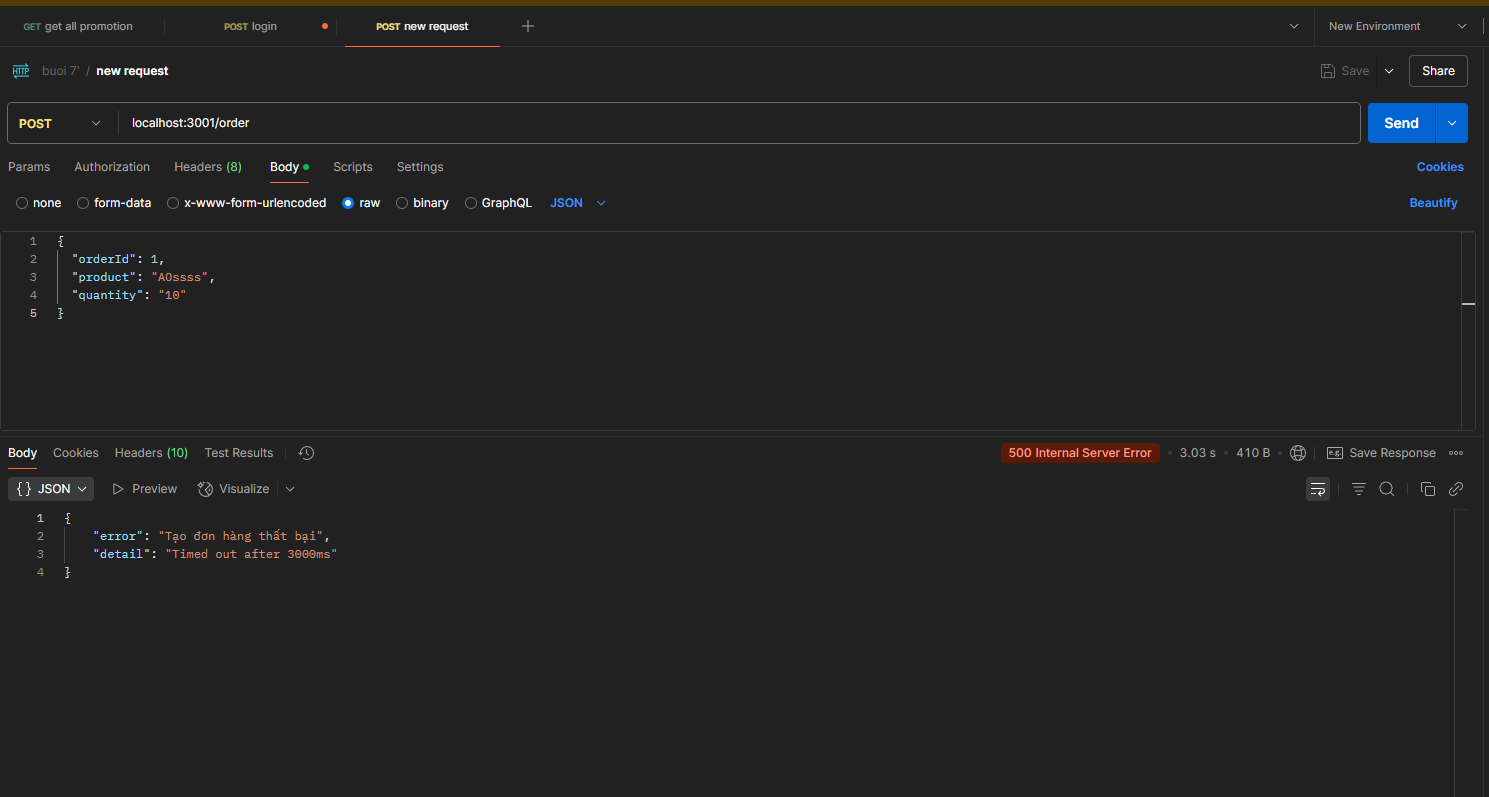 GET get all promotion
POST login
POST new request
New Environment
HTTP buoi 7' / new request
Save
Share
POST
localhost:3001/order
Send
Params
Authorization
Headers (8)
Body
Scripts
Settings
Cookies
none
form-data
x-www-form-urlencoded
raw
binary
GraphQL
JSON
Beautify
1 {
2 "orderId": 1,
3 "product": "AOssss",
4 "quantity": "10"
5 }
Body
Cookies
Headers (10)
Test Results
500 Internal Server Error
3.03 s
410 B
e.g.
Save Response
{} JSON
Preview
Visualize
1 {
2 "error": "Tạo đơn hàng thất bại",
3 "detail": "Timed out after 3000ms"
4 }